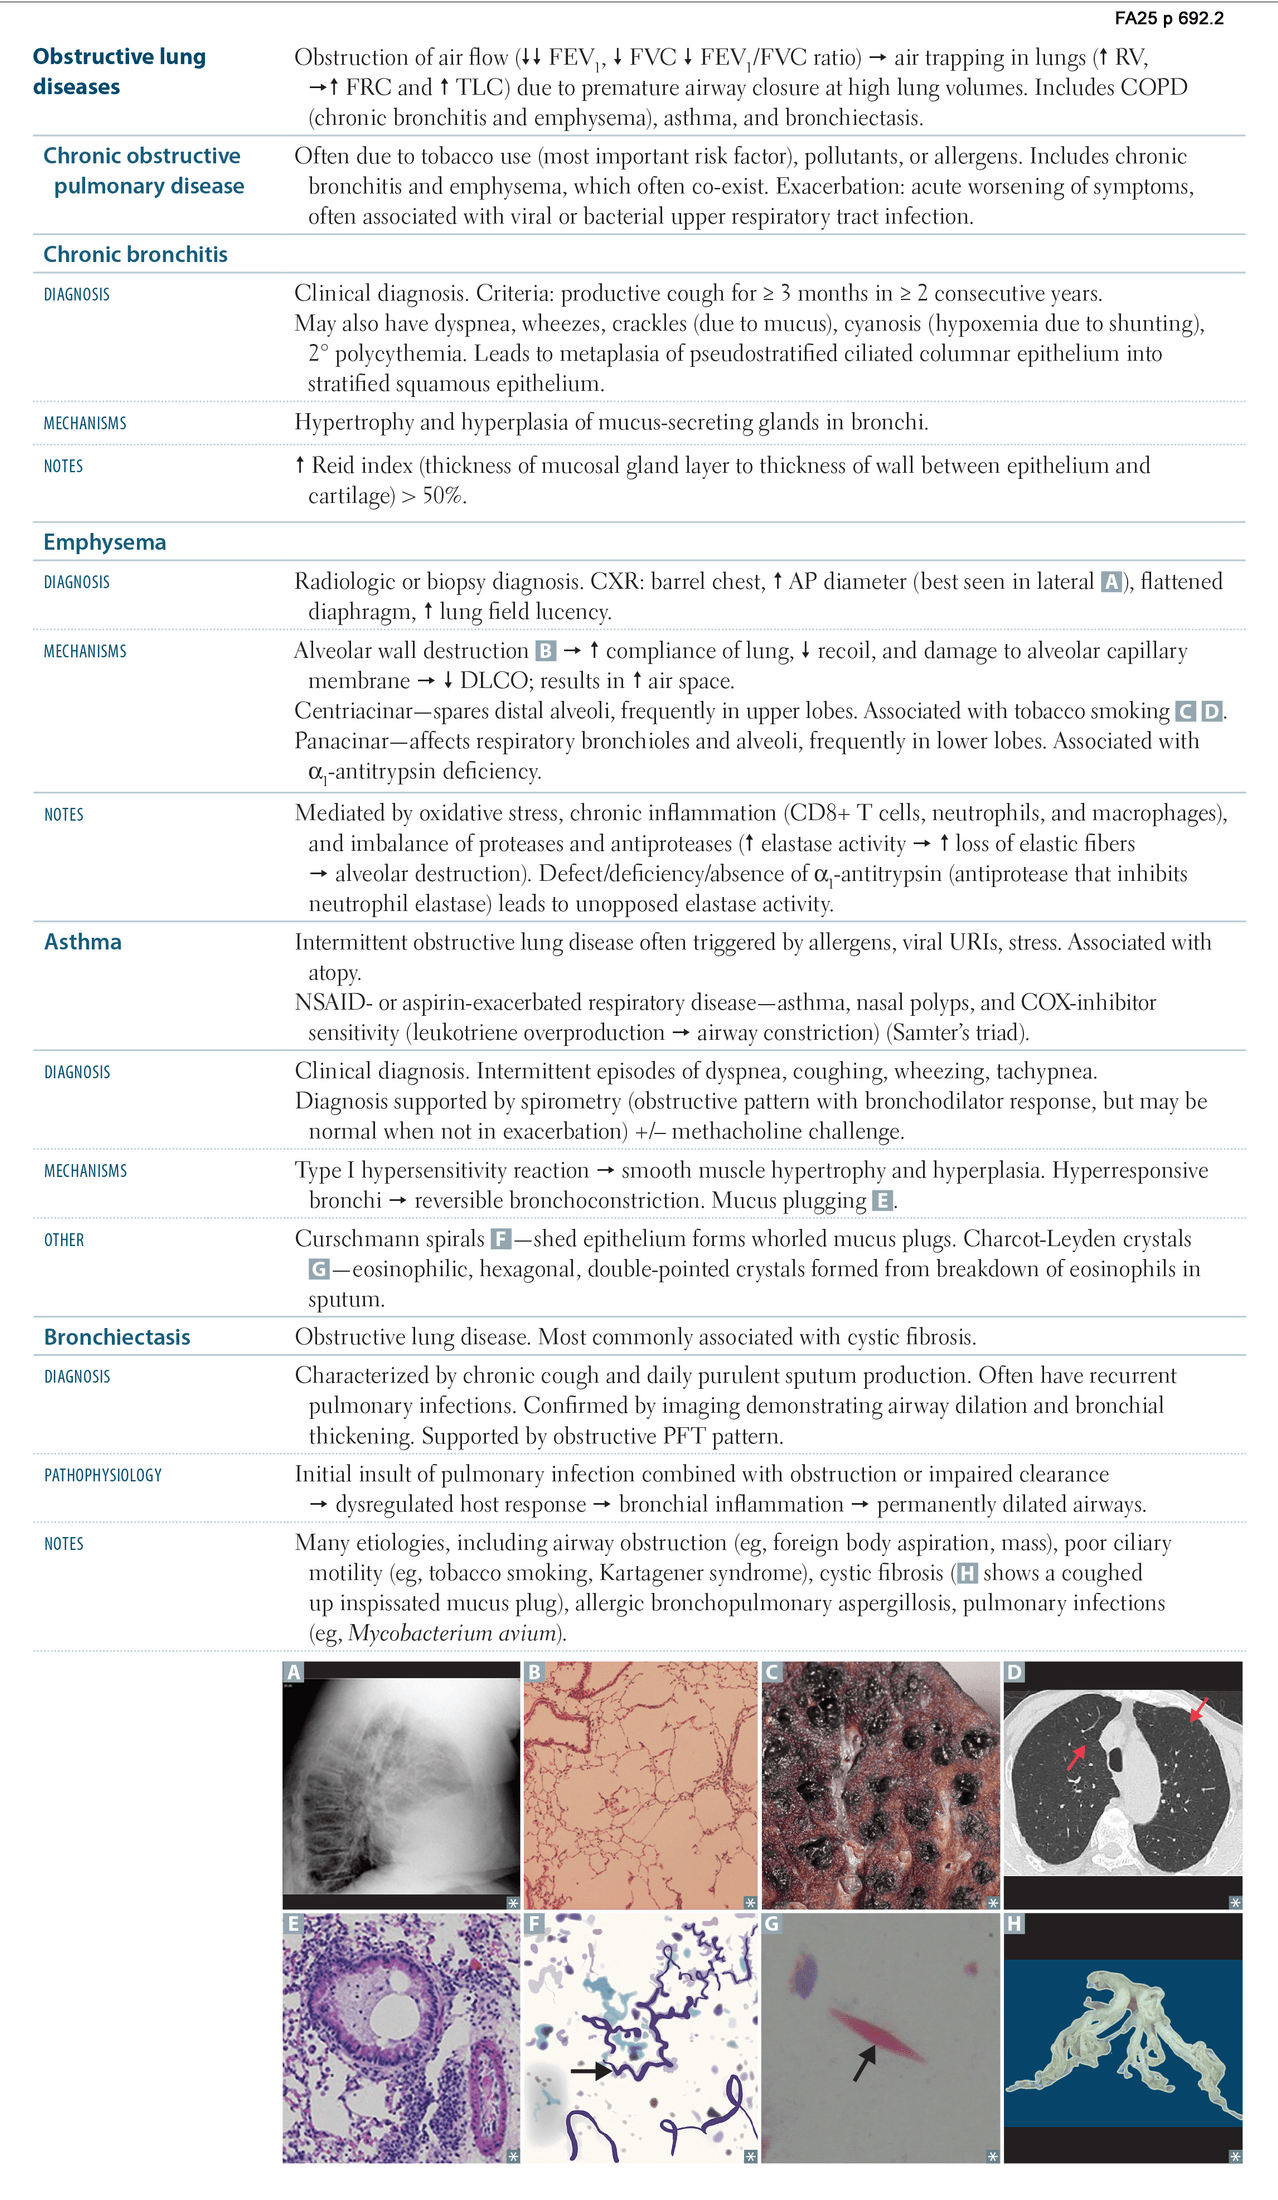 FA25 p 692.2
Obstructive lung
diseases
Obstruction of air flow (↓↓ FEV₁, ↓ FVC ↓ FEV₁/FVC ratio) → air trapping in lungs (↑ RV,
→↑ FRC and ↑ TLC) due to premature airway closure at high lung volumes. Includes COPD
(chronic bronchitis and emphysema), asthma, and bronchiectasis.
Chronic obstructive
pulmonary disease
Often due to tobacco use (most important risk factor), pollutants, or allergens. Includes chronic
bronchitis and emphysema, which often co-exist. Exacerbation: acute worsening of symptoms,
often associated with viral or bacterial upper respiratory tract infection.
Chronic bronchitis
DIAGNOSIS
Clinical diagnosis. Criteria: productive cough for ≥ 3 months in ≥ 2 consecutive years.
May also have dyspnea, wheezes, crackles (due to mucus), cyanosis (hypoxemia due to shunting),
2° polycythemia. Leads to metaplasia of pseudostratified ciliated columnar epithelium into
stratified squamous epithelium.
MECHANISMS
Hypertrophy and hyperplasia of mucus-secreting glands in bronchi.
NOTES
↑ Reid index (thickness of mucosal gland layer to thickness of wall between epithelium and
cartilage) > 50%.
Emphysema
DIAGNOSIS
Radiologic or biopsy diagnosis. CXR: barrel chest, ↑ AP diameter (best seen in lateral A), flattened
diaphragm, ↑ lung field lucency.
MECHANISMS
Alveolar wall destruction B → ↑ compliance of lung, ↓ recoil, and damage to alveolar capillary
membrane → ↓ DLCO; results in ↑ air space.
Centriacinar—spares distal alveoli, frequently in upper lobes. Associated with tobacco smoking C D.
Panacinar—affects respiratory bronchioles and alveoli, frequently in lower lobes. Associated with
α₁-antitrypsin deficiency.
NOTES
Mediated by oxidative stress, chronic inflammation (CD8+ T cells, neutrophils, and macrophages),
and imbalance of proteases and antiproteases (↑ elastase activity → ↑ loss of elastic fibers
→ alveolar destruction). Defect/deficiency/absence of α₁-antitrypsin (antiprotease that inhibits
neutrophil elastase) leads to unopposed elastase activity.
Asthma
Intermittent obstructive lung disease often triggered by allergens, viral URIs, stress. Associated with
atopy.
NSAID- or aspirin-exacerbated respiratory disease—asthma, nasal polyps, and COX-inhibitor
sensitivity (leukotriene overproduction → airway constriction) (Samter's triad).
DIAGNOSIS
Clinical diagnosis. Intermittent episodes of dyspnea, coughing, wheezing, tachypnea.
Diagnosis supported by spirometry (obstructive pattern with bronchodilator response, but may be
normal when not in exacerbation) +/– methacholine challenge.
MECHANISMS
Type I hypersensitivity reaction → smooth muscle hypertrophy and hyperplasia. Hyperresponsive
bronchi → reversible bronchoconstriction. Mucus plugging E.
OTHER
Curschmann spirals F—shed epithelium forms whorled mucus plugs. Charcot-Leyden crystals
G—eosinophilic, hexagonal, double-pointed crystals formed from breakdown of eosinophils in
sputum.
Bronchiectasis
Obstructive lung disease. Most commonly associated with cystic fibrosis.
DIAGNOSIS
Characterized by chronic cough and daily purulent sputum production. Often have recurrent
pulmonary infections. Confirmed by imaging demonstrating airway dilation and bronchial
thickening. Supported by obstructive PFT pattern.
PATHOPHYSIOLOGY
Initial insult of pulmonary infection combined with obstruction or impaired clearance
→ dysregulated host response → bronchial inflammation → permanently dilated airways.
NOTES
Many etiologies, including airway obstruction (eg, foreign body aspiration, mass), poor ciliary
motility (eg, tobacco smoking, Kartagener syndrome), cystic fibrosis (H shows a coughed
up inspissated mucus plug), allergic bronchopulmonary aspergillosis, pulmonary infections
(eg, Mycobacterium avium).
A B C D
E F G H